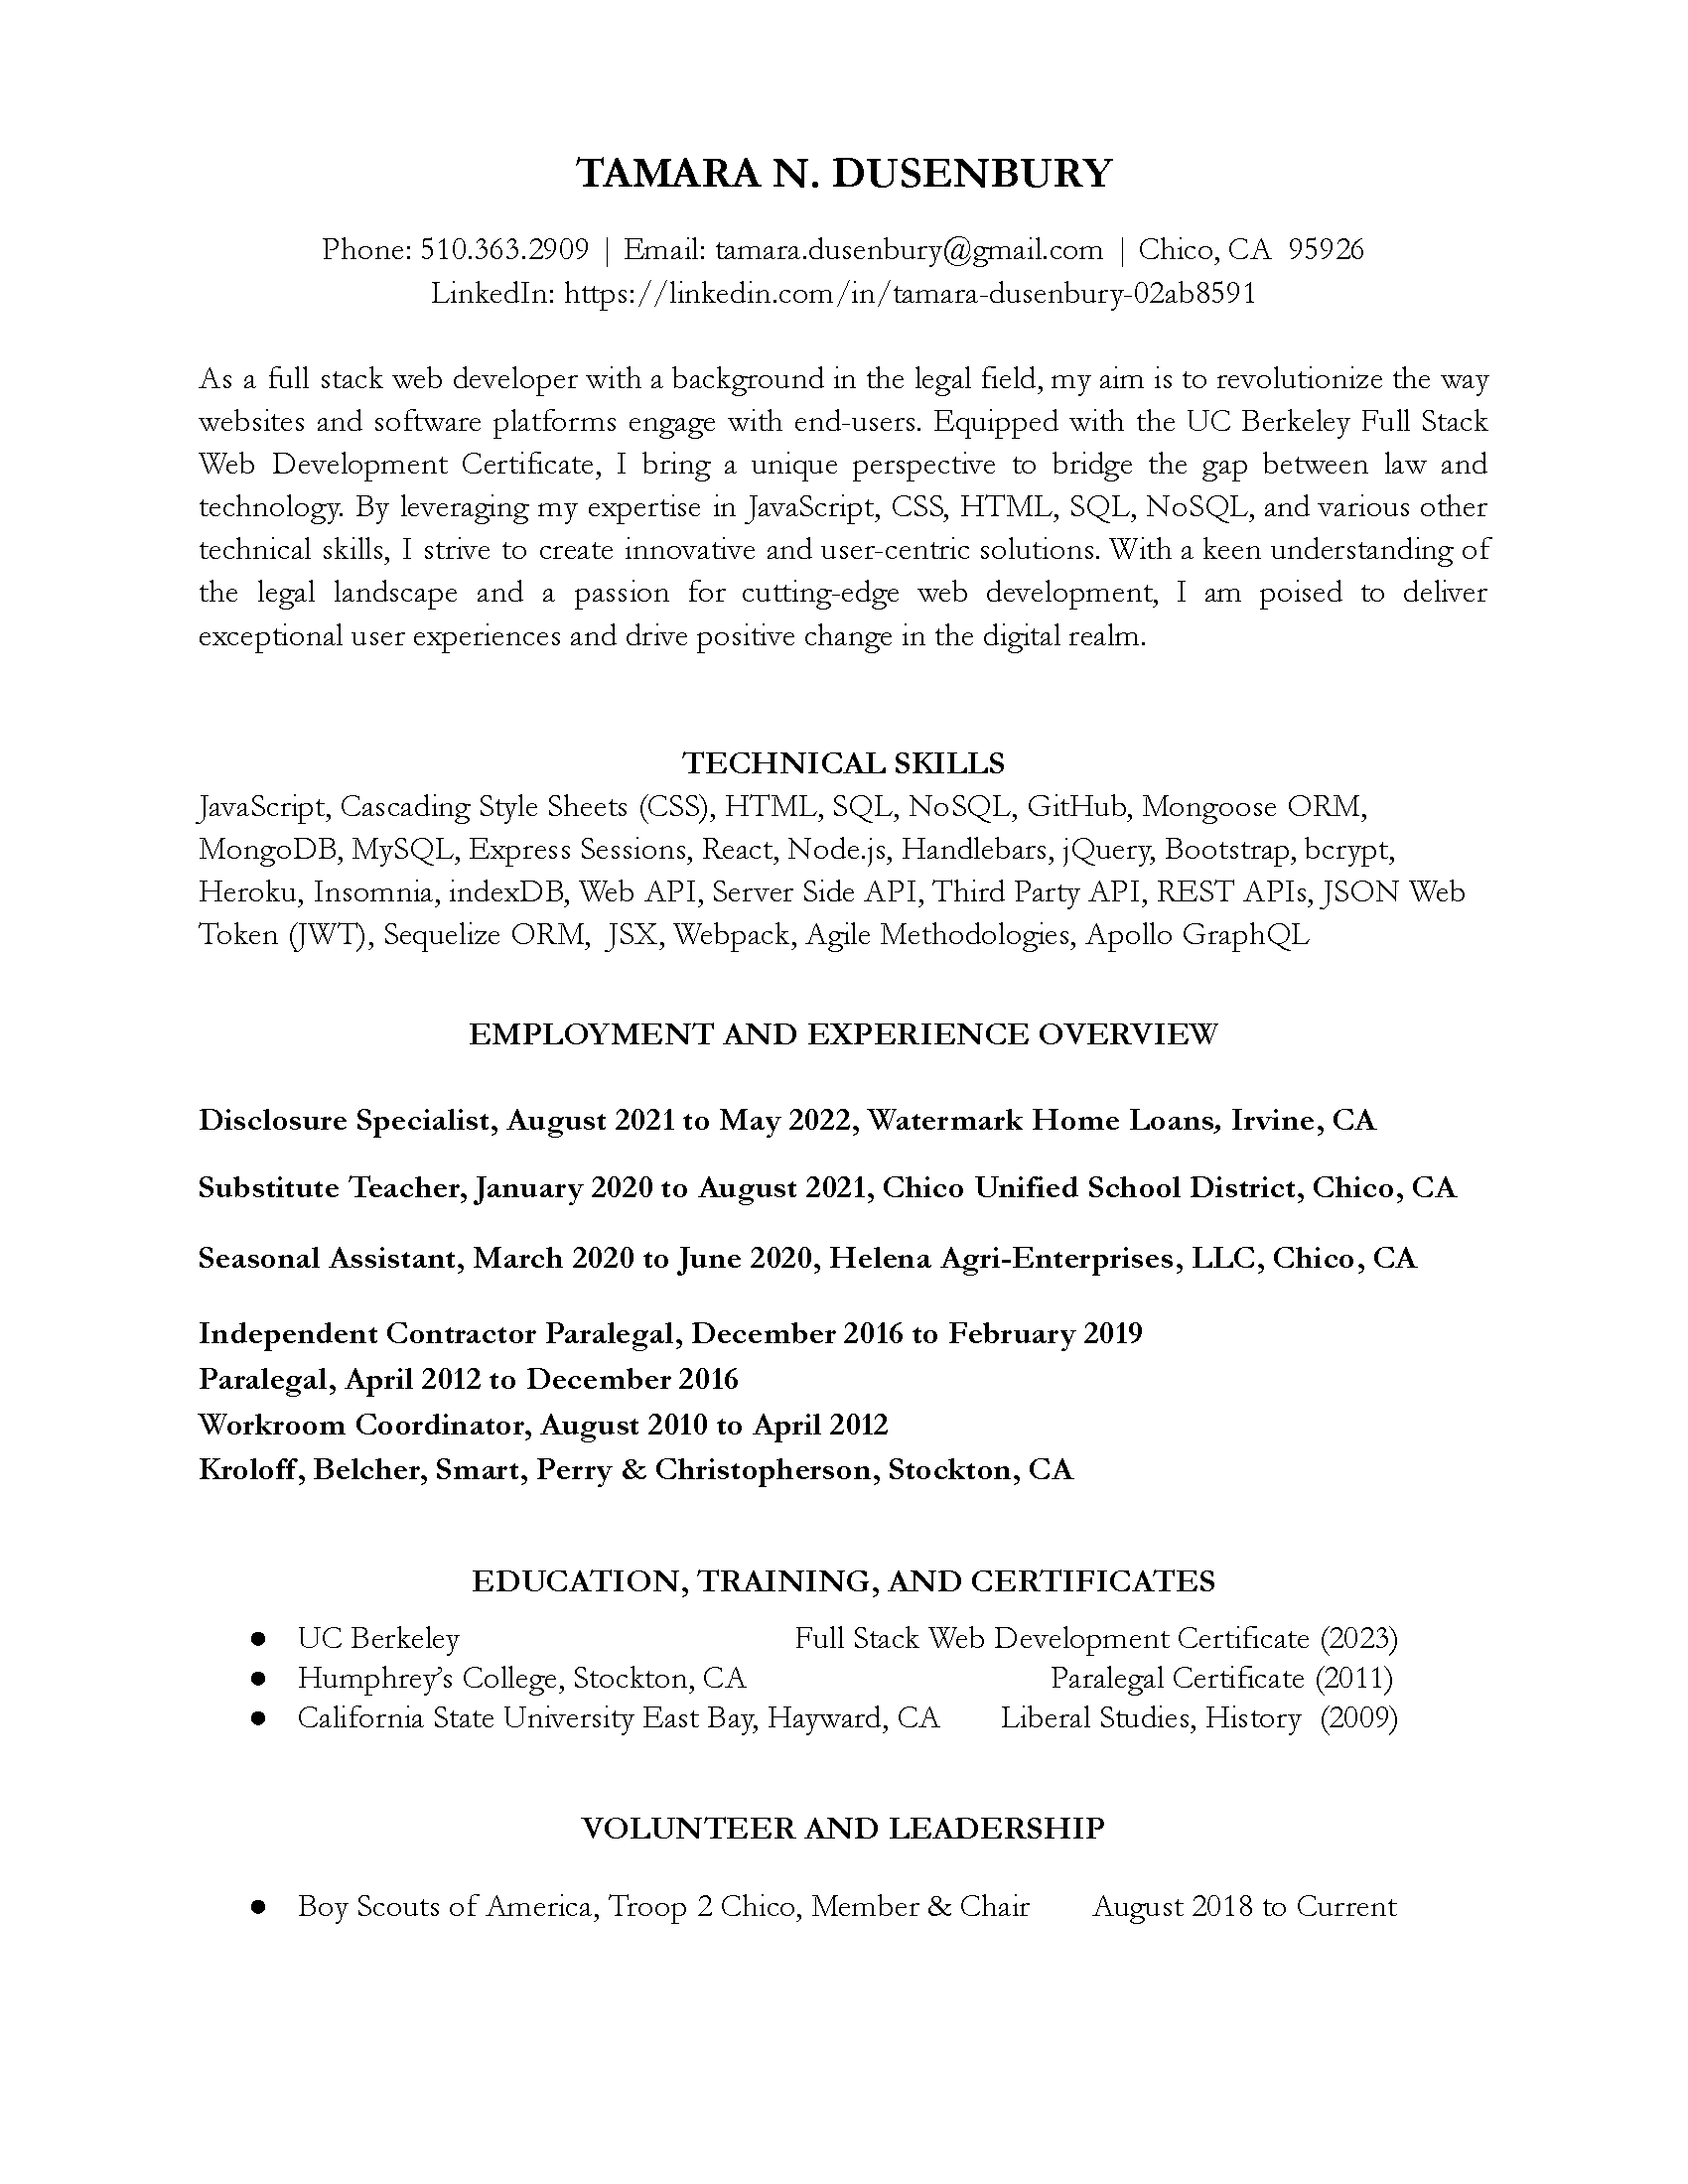 TAMARA N. DUSENBURY
Phone: 510.363.2909 | Email: tamara.dusenbury@gmail.com | Chico, CA 95926
LinkedIn: https://linkedin.com/in/tamara-dusenbury-02ab8591
As a full stack web developer with a background in the legal field, my aim is to revolutionize the way
websites and software platforms engage with end-users. Equipped with the UC Berkeley Full Stack
Web Development Certificate, I bring a unique perspective to bridge the gap between law and
technology. By leveraging my expertise in JavaScript, CSS, HTML, SQL, NoSQL, and various other
technical skills, I strive to create innovative and user-centric solutions. With a keen understanding of
the legal landscape and a passion for cutting-edge web development, I am poised to deliver
exceptional user experiences and drive positive change in the digital realm.
TECHNICAL SKILLS
JavaScript, Cascading Style Sheets (CSS), HTML, SQL, NoSQL, GitHub, Mongoose ORM,
MongoDB, MySQL, Express Sessions, React, Node.js, Handlebars, jQuery, Bootstrap, bcrypt,
Heroku, Insomnia, indexDB, Web API, Server Side API, Third Party API, REST APIs, JSON Web
Token (JWT), Sequelize ORM, JSX, Webpack, Agile Methodologies, Apollo GraphQL
EMPLOYMENT AND EXPERIENCE OVERVIEW
Disclosure Specialist, August 2021 to May 2022, Watermark Home Loans, Irvine, CA
Substitute Teacher, January 2020 to August 2021, Chico Unified School District, Chico, CA
Seasonal Assistant, March 2020 to June 2020, Helena Agri-Enterprises, LLC, Chico, CA
Independent Contractor Paralegal, December 2016 to February 2019
Paralegal, April 2012 to December 2016
Workroom Coordinator, August 2010 to April 2012
Kroloff, Belcher, Smart, Perry & Christopherson, Stockton, CA
EDUCATION, TRAINING, AND CERTIFICATES
● UC Berkeley Full Stack Web Development Certificate (2023)
● Humphrey's College, Stockton, CA Paralegal Certificate (2011)
● California State University East Bay, Hayward, CA Liberal Studies, History (2009)
VOLUNTEER AND LEADERSHIP
● Boy Scouts of America, Troop 2 Chico, Member & Chair August 2018 to Current